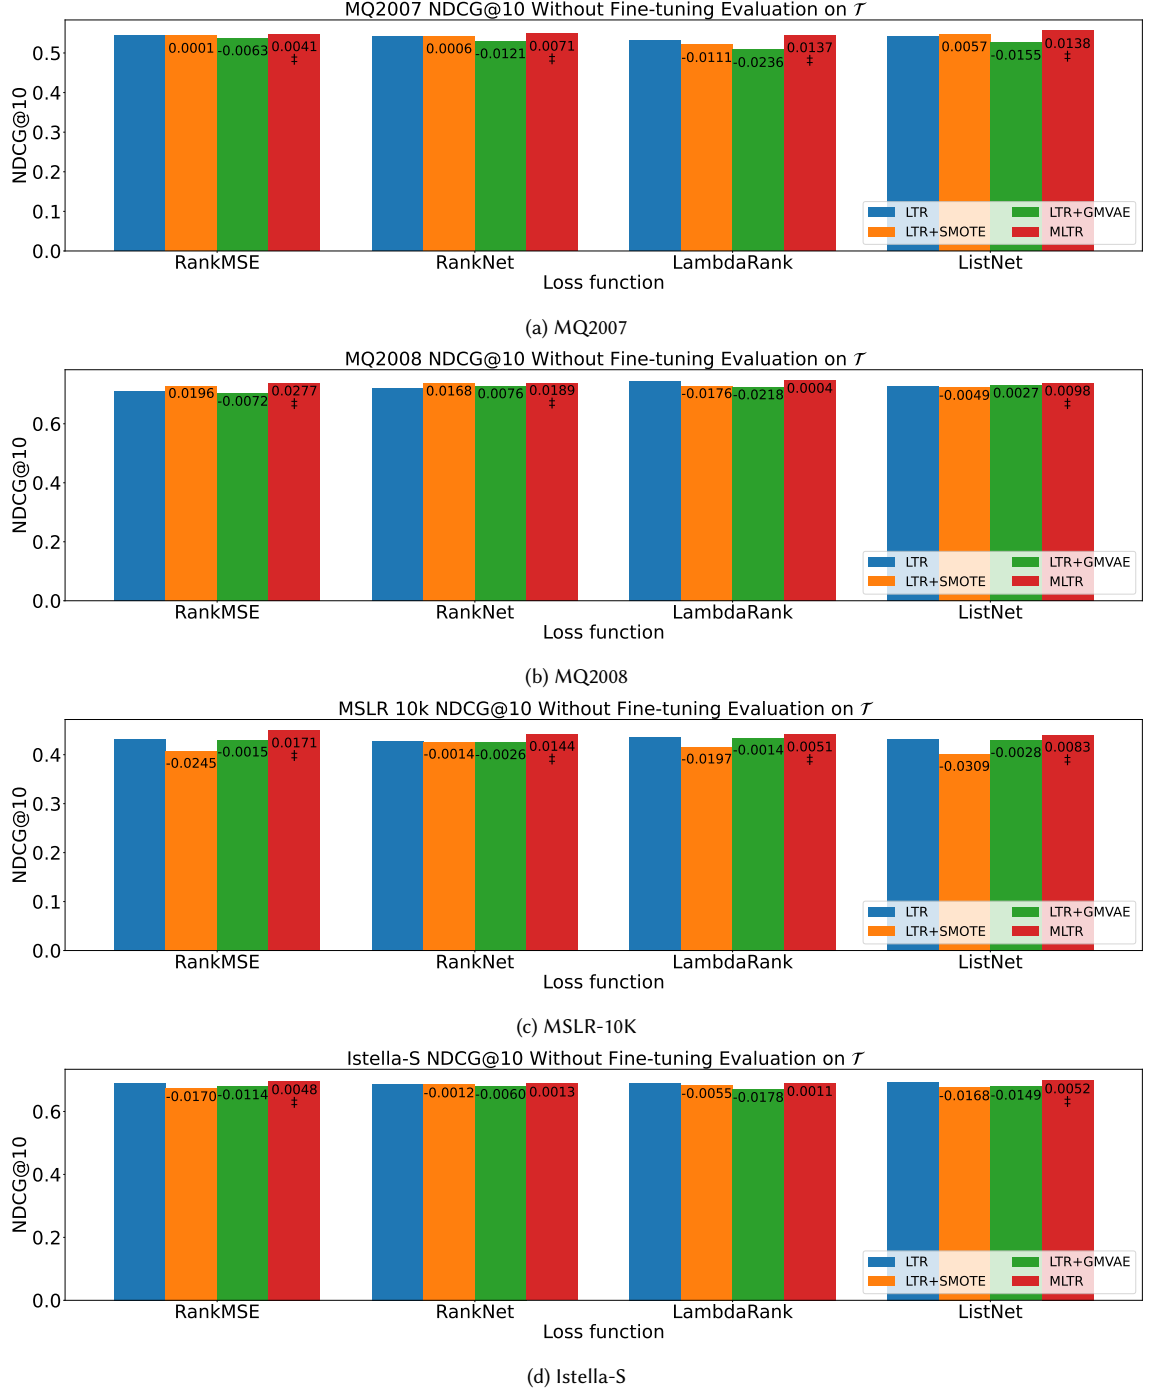 MQ2007 NDCG@10 Without Fine-tuning Evaluation on 𝒯
NDCG@10
0.5
0.4
0.3
0.2
0.1
0.0
0.0001 -0.0063 0.0041 ‡
0.0006 -0.0121 0.0071 ‡
-0.0111 -0.0236 0.0137 ‡
0.0057 -0.0155 0.0138 ‡
LTR LTR+GMVAE
LTR+SMOTE MLTR
RankMSE RankNet LambdaRank ListNet
Loss function
(a) MQ2007
MQ2008 NDCG@10 Without Fine-tuning Evaluation on 𝒯
NDCG@10
0.6
0.4
0.2
0.0
0.0196 -0.0072 0.0277 ‡
0.0168 0.0076 0.0189 ‡
-0.0176 -0.0218 0.0004
-0.0049 0.0027 0.0098 ‡
LTR LTR+GMVAE
LTR+SMOTE MLTR
RankMSE RankNet LambdaRank ListNet
Loss function
(b) MQ2008
MSLR 10k NDCG@10 Without Fine-tuning Evaluation on 𝒯
NDCG@10
0.4
0.3
0.2
0.1
0.0
-0.0245 -0.0015 0.0171 ‡
-0.0014 -0.0026 0.0144 ‡
-0.0197 -0.0014 0.0051 ‡
-0.0309 -0.0028 0.0083 ‡
LTR LTR+GMVAE
LTR+SMOTE MLTR
RankMSE RankNet LambdaRank ListNet
Loss function
(c) MSLR-10K
Istella-S NDCG@10 Without Fine-tuning Evaluation on 𝒯
NDCG@10
0.6
0.4
0.2
0.0
-0.0170 -0.0114 0.0048 ‡
-0.0012 -0.0060 0.0013
-0.0055 -0.0178 0.0011
-0.0168 -0.0149 0.0052 ‡
LTR LTR+GMVAE
LTR+SMOTE MLTR
RankMSE RankNet LambdaRank ListNet
Loss function
(d) Istella-S